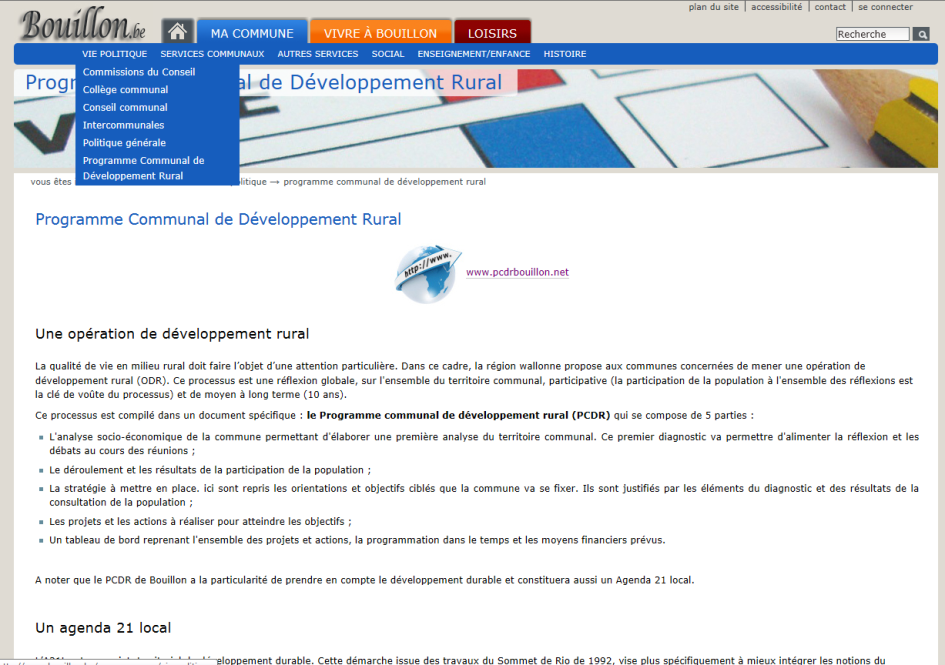 plan du site | accessibilité | contact | se connecter
Bouillon.be
MA COMMUNE VIVRE À BOUILLON LOISIRS
Recherche
VIE POLITIQUE SERVICES COMMUNAUX AUTRES SERVICES SOCIAL ENSEIGNEMENT/ENFANCE HISTOIRE
Commissions du Conseil
Collège communal
Conseil communal
Intercommunales
Politique générale
Programme Communal de
Développement Rural
Prog al de Développement Rural
vous êtes litique → programme communal de développement rural
Programme Communal de Développement Rural
http://www.
www.pcdrbouillon.net
Une opération de développement rural
La qualité de vie en milieu rural doit faire l'objet d'une attention particulière. Dans ce cadre, la région wallonne propose aux communes concernées de mener une opération de
développement rural (ODR). Ce processus est une réflexion globale, sur l'ensemble du territoire communal, participative (la participation de la population à l'ensemble des réflexions est
la clé de voûte du processus) et de moyen à long terme (10 ans).
Ce processus est compilé dans un document spécifique : le Programme communal de développement rural (PCDR) qui se compose de 5 parties :
L'analyse socio-économique de la commune permettant d'élaborer une première analyse du territoire communal. Ce premier diagnostic va permettre d'alimenter la réflexion et les
débats au cours des réunions ;
Le déroulement et les résultats de la participation de la population ;
La stratégie à mettre en place. ici sont repris les orientations et objectifs ciblés que la commune va se fixer. Ils sont justifiés par les éléments du diagnostic et des résultats de la
consultation de la population ;
Les projets et les actions à réaliser pour atteindre les objectifs ;
Un tableau de bord reprenant l'ensemble des projets et actions, la programmation dans le temps et les moyens financiers prévus.
A noter que le PCDR de Bouillon a la particularité de prendre en compte le développement durable et constituera aussi un Agenda 21 local.
Un agenda 21 local
développement durable. Cette démarche issue des travaux du Sommet de Rio de 1992, vise plus spécifiquement à mieux intégrer les notions du